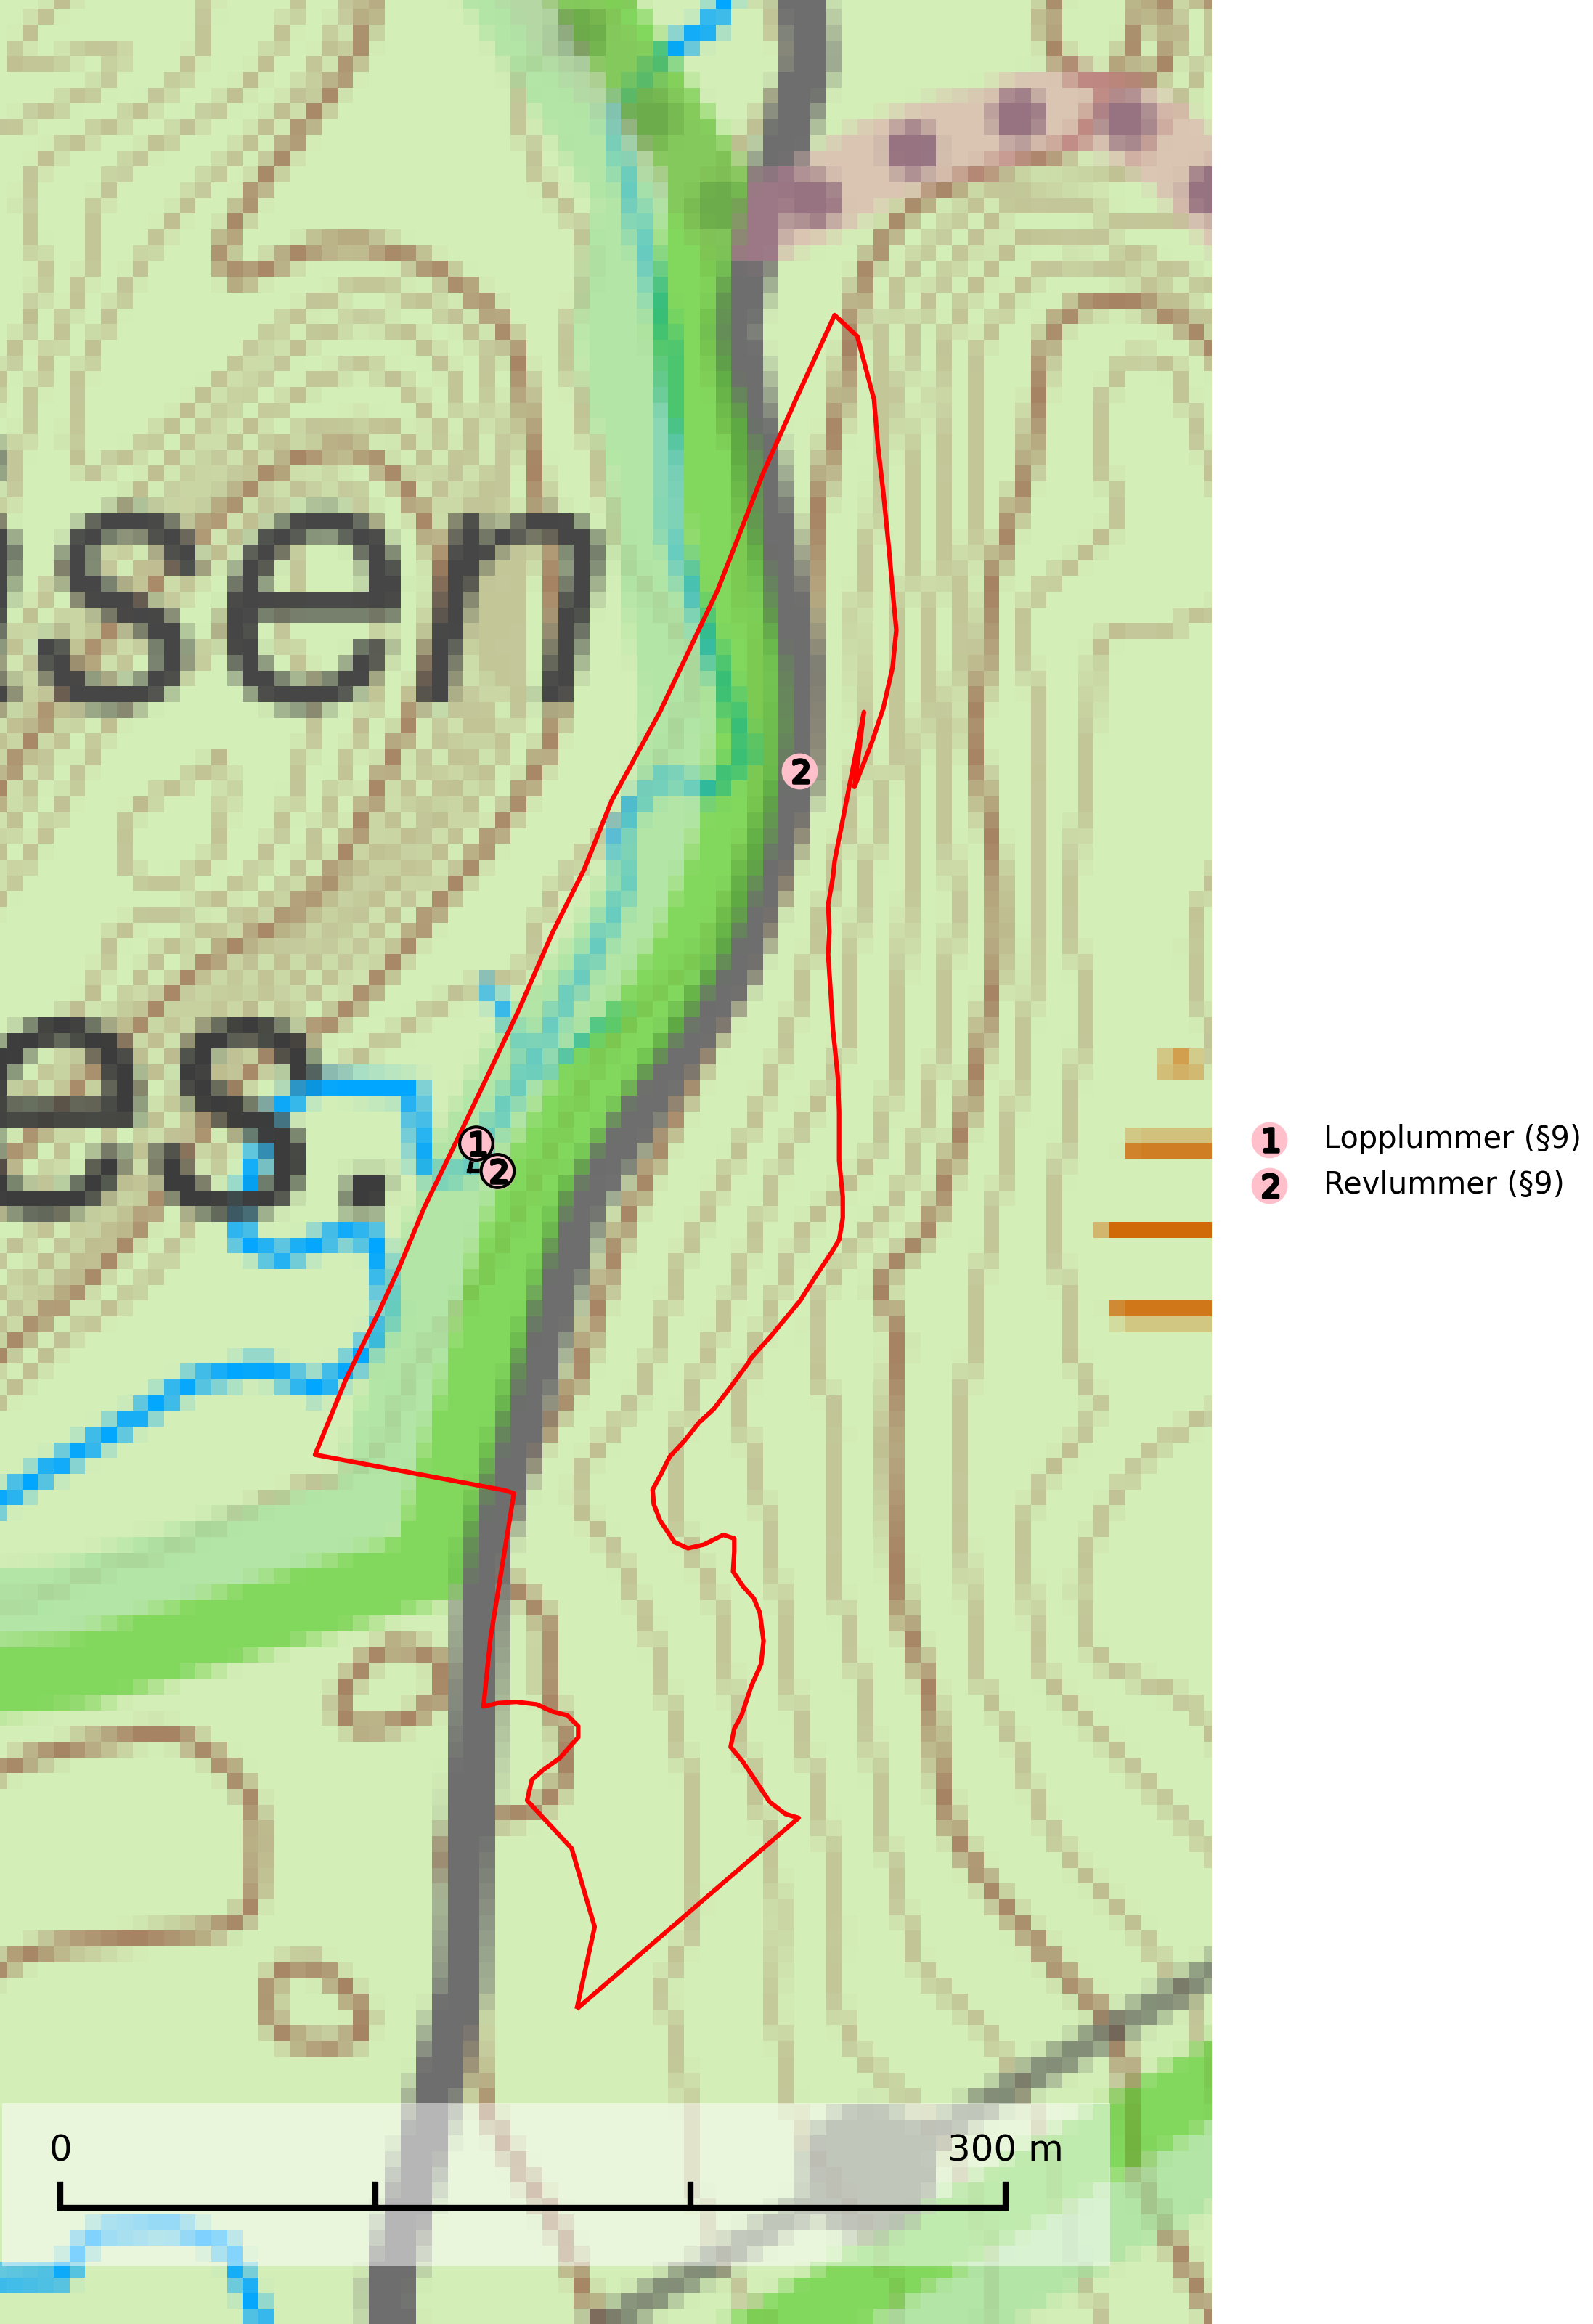 sen
es.
2
1
2
1 Lopplummer (§9)
2 Revlummer (§9)
0 300 m